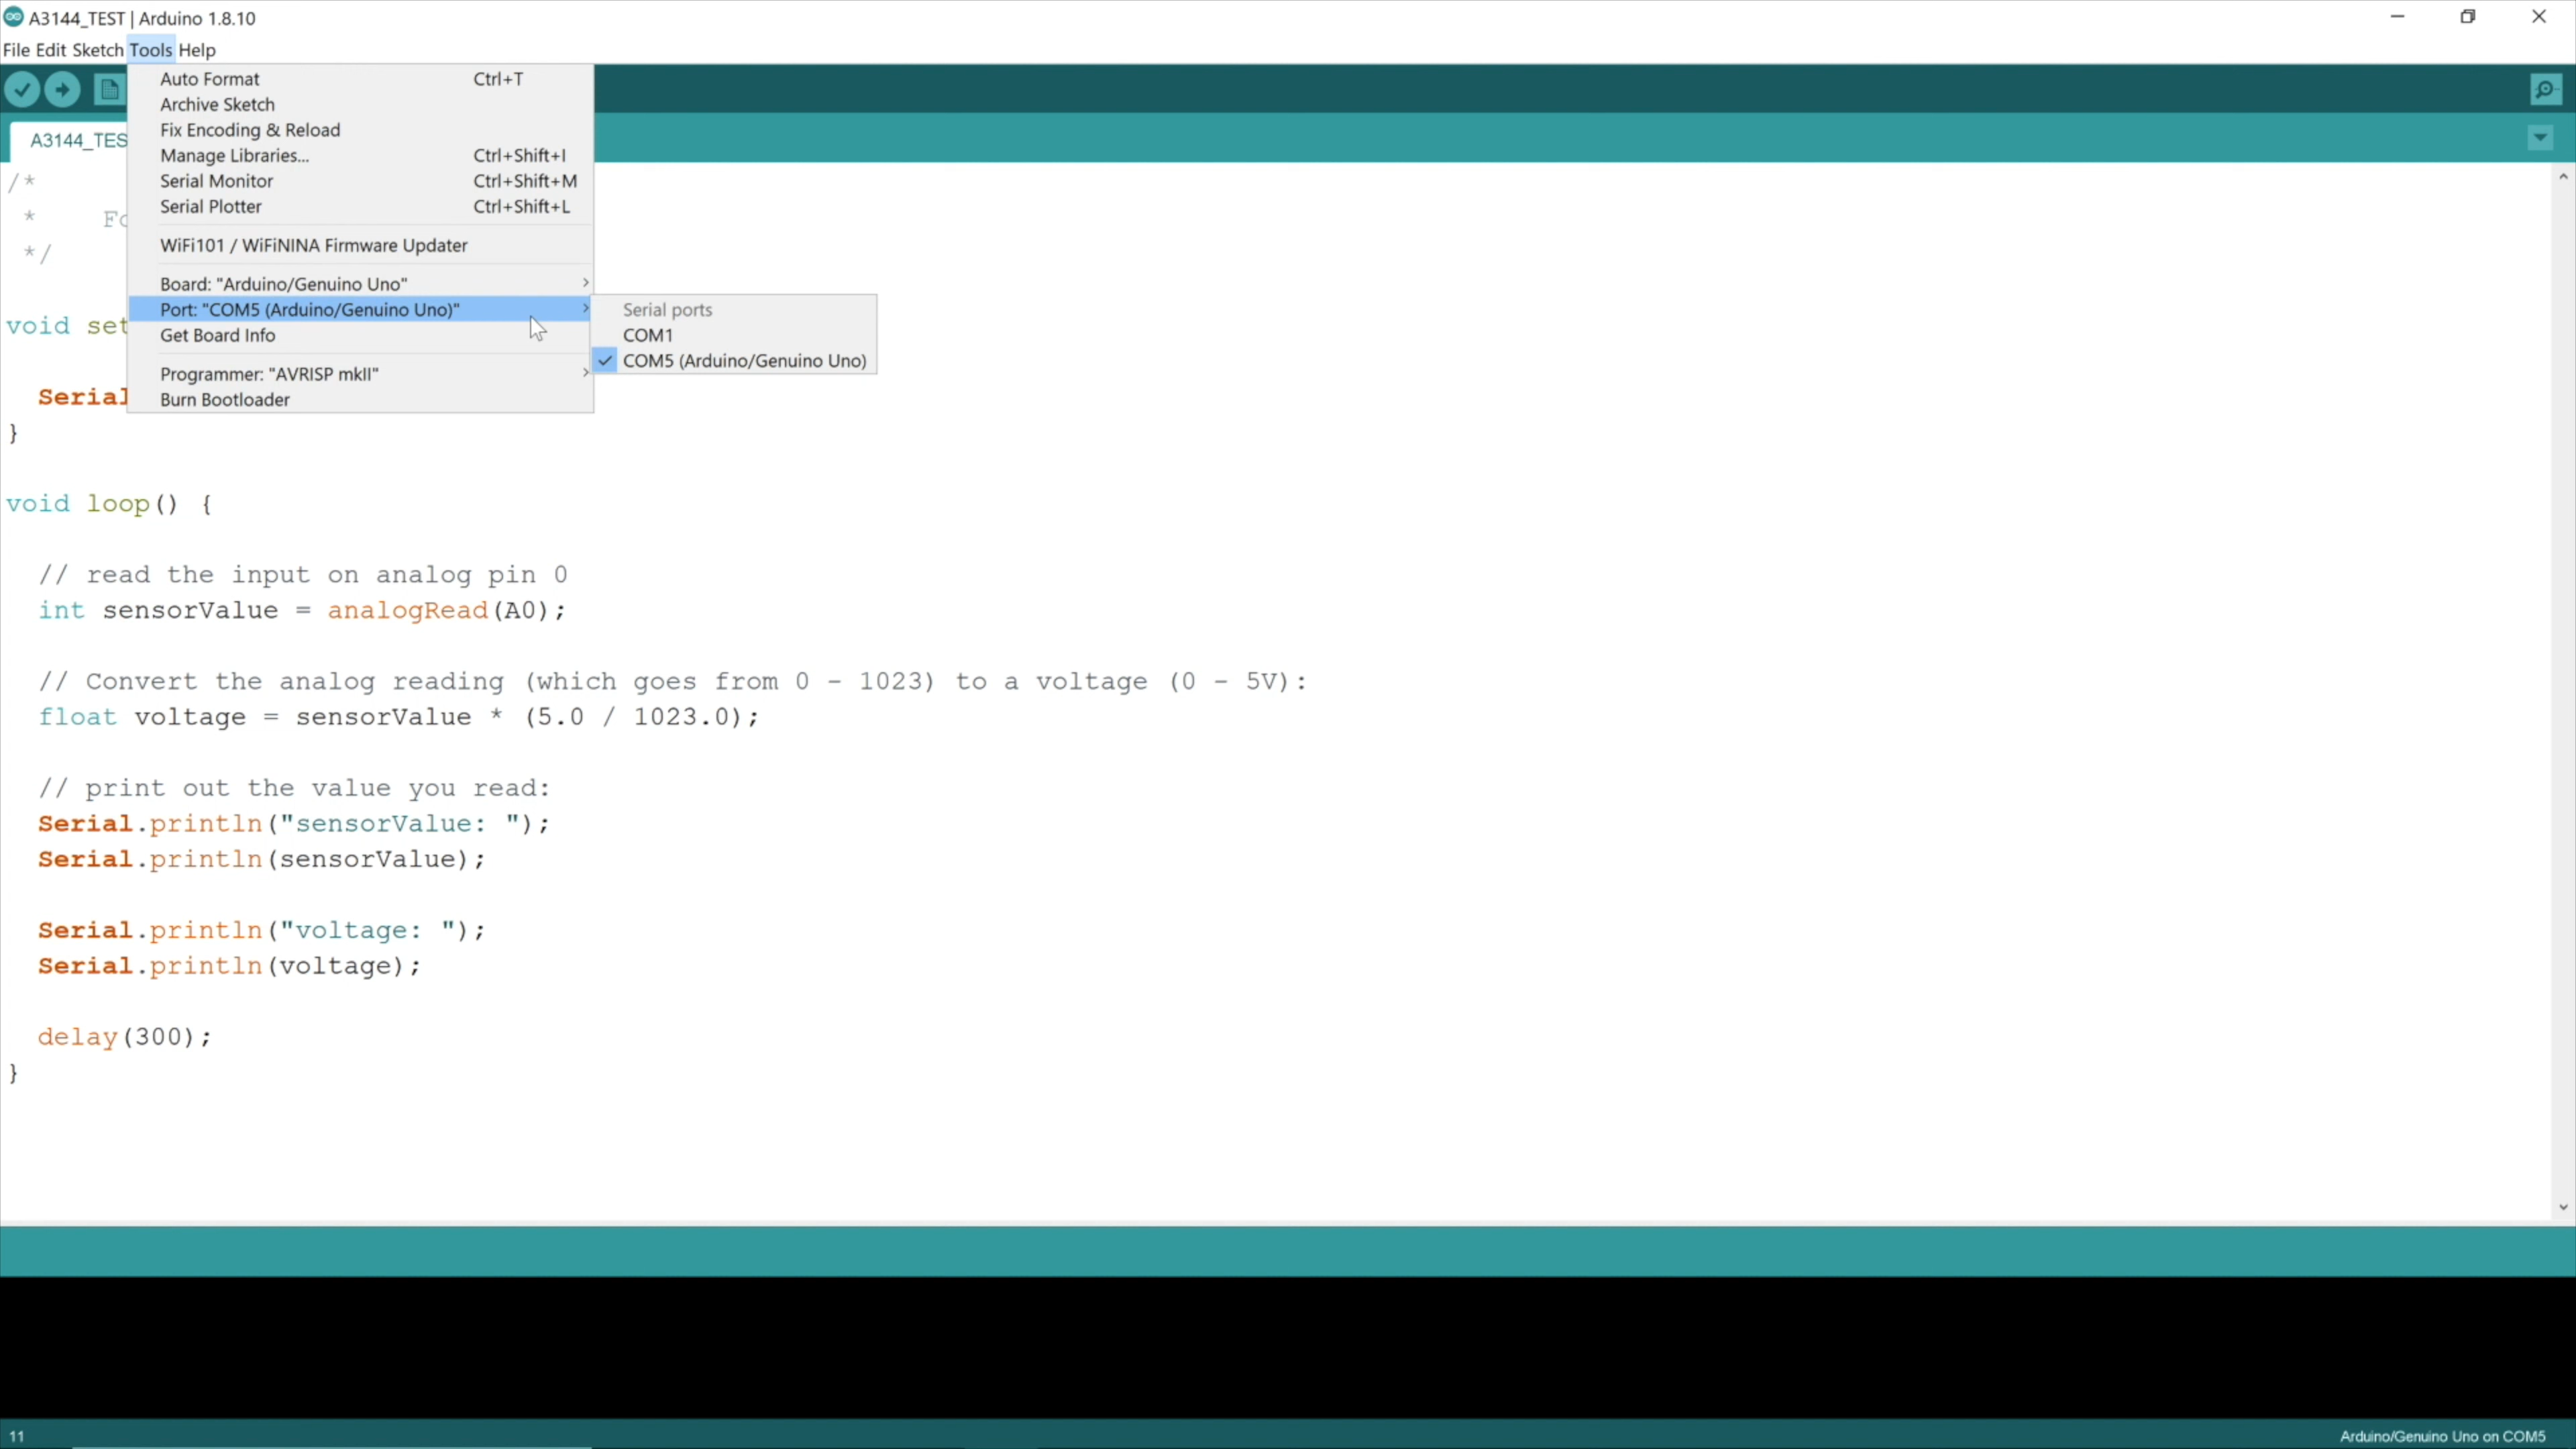 A3144_TEST | Arduino 1.8.10
File Edit Sketch Tools Help
Auto Format Ctrl+T
Archive Sketch
Fix Encoding & Reload
Manage Libraries... Ctrl+Shift+I
Serial Monitor Ctrl+Shift+M
Serial Plotter Ctrl+Shift+L
WiFi101 / WiFiNINA Firmware Updater
Board: "Arduino/Genuino Uno"
Port: "COM5 (Arduino/Genuino Uno)"
Get Board Info
Programmer: "AVRISP mkII"
Burn Bootloader
Serial ports
COM1
COM5 (Arduino/Genuino Uno)
A3144_TES
/*
*
*/
void set
Serial
}
void loop() {
// read the input on analog pin 0
int sensorValue = analogRead(A0);
// Convert the analog reading (which goes from 0 - 1023) to a voltage (0 - 5V):
float voltage = sensorValue * (5.0 / 1023.0);
// print out the value you read:
Serial.println("sensorValue: ");
Serial.println(sensorValue);
Serial.println("voltage: ");
Serial.println(voltage);
delay(300);
}
11
Arduino/Genuino Uno on COM5